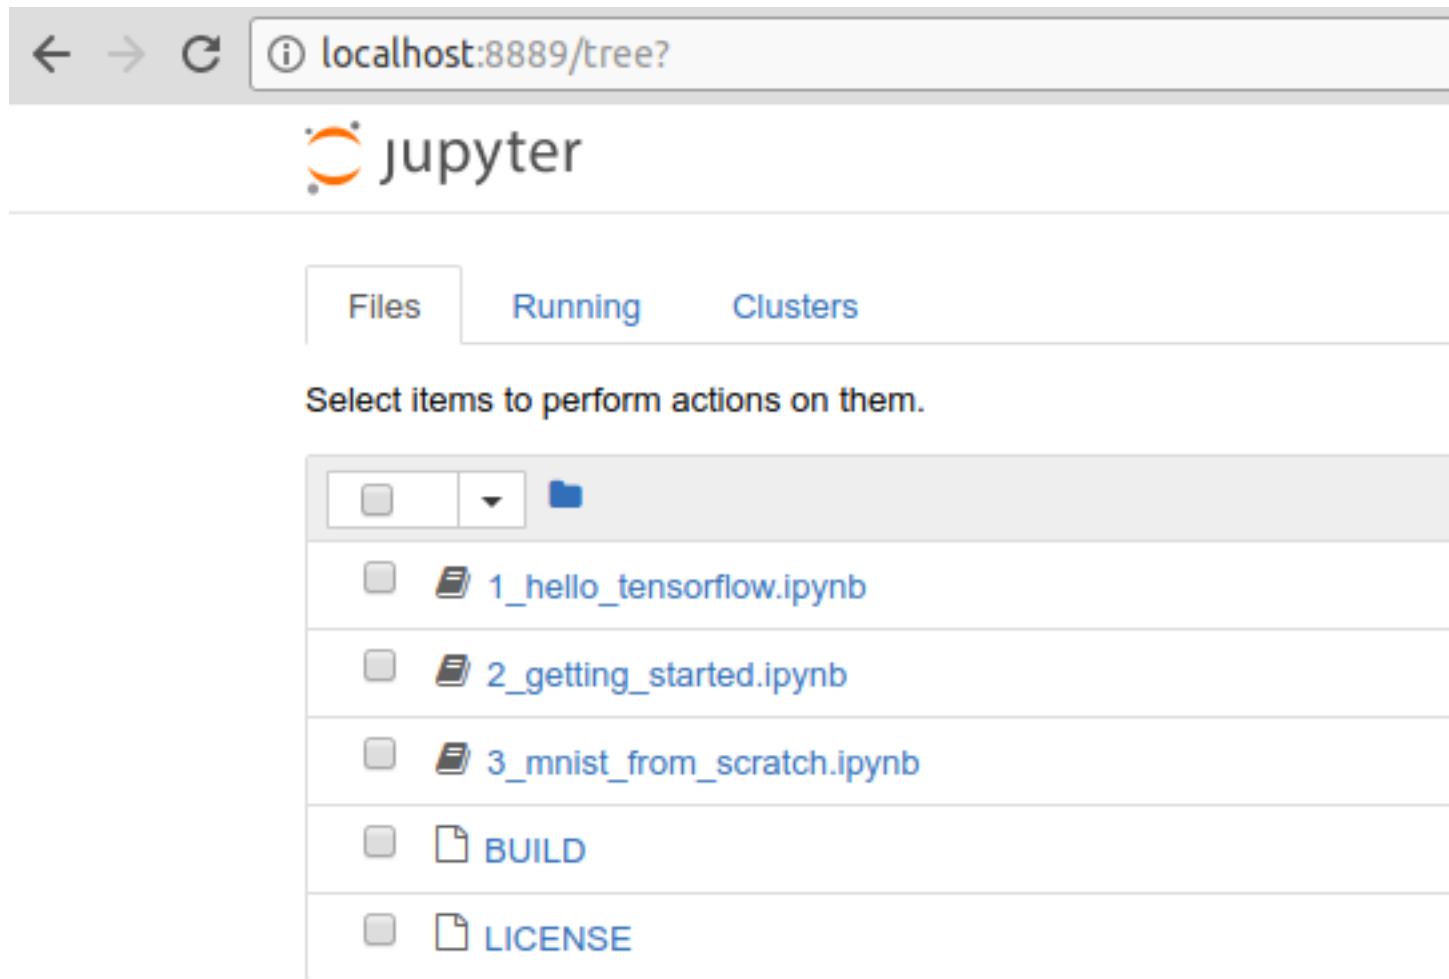 localhost:8889/tree?
jupyter
Files Running Clusters
Select items to perform actions on them.
1_hello_tensorflow.ipynb
2_getting_started.ipynb
3_mnist_from_scratch.ipynb
BUILD
LICENSE